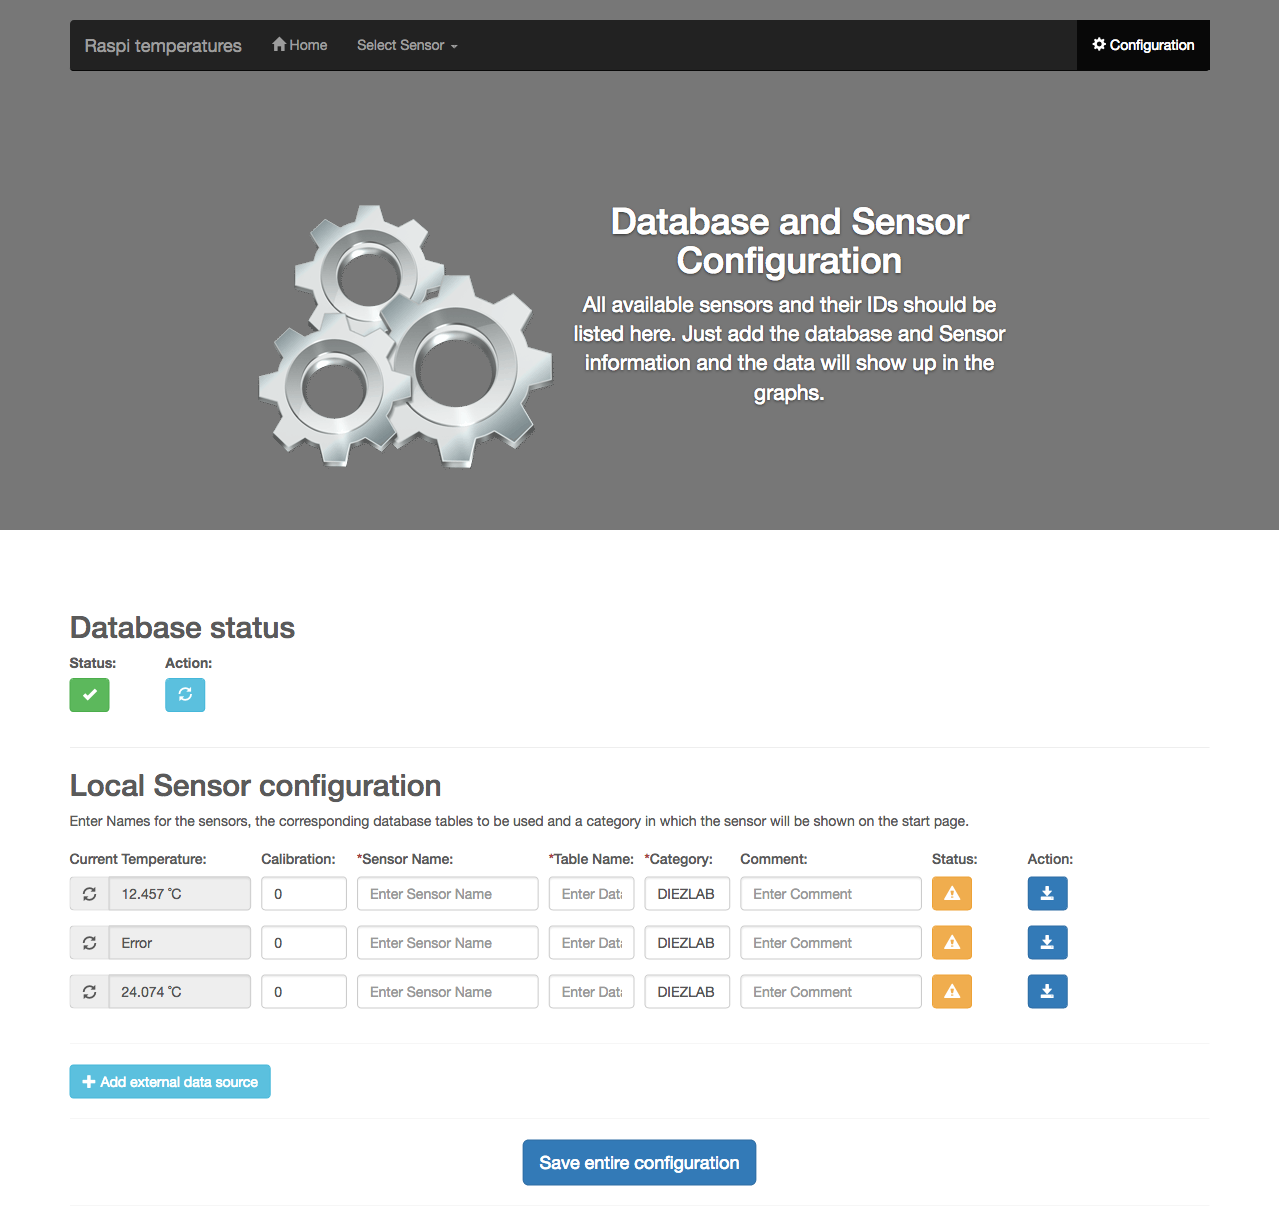 Raspi temperatures Home Select Sensor Configuration
Database and Sensor
Configuration
All available sensors and their IDs should be
listed here. Just add the database and Sensor
information and the data will show up in the
graphs.
Database status
Status: Action:
Local Sensor configuration
Enter Names for the sensors, the corresponding database tables to be used and a category in which the sensor will be shown on the start page.
Current Temperature: Calibration: *Sensor Name: *Table Name: *Category: Comment: Status: Action:
12.457 °C 0 Enter Sensor Name Enter Data DIEZLAB Enter Comment
Error 0 Enter Sensor Name Enter Data DIEZLAB Enter Comment
24.074 °C 0 Enter Sensor Name Enter Data DIEZLAB Enter Comment
Add external data source
Save entire configuration